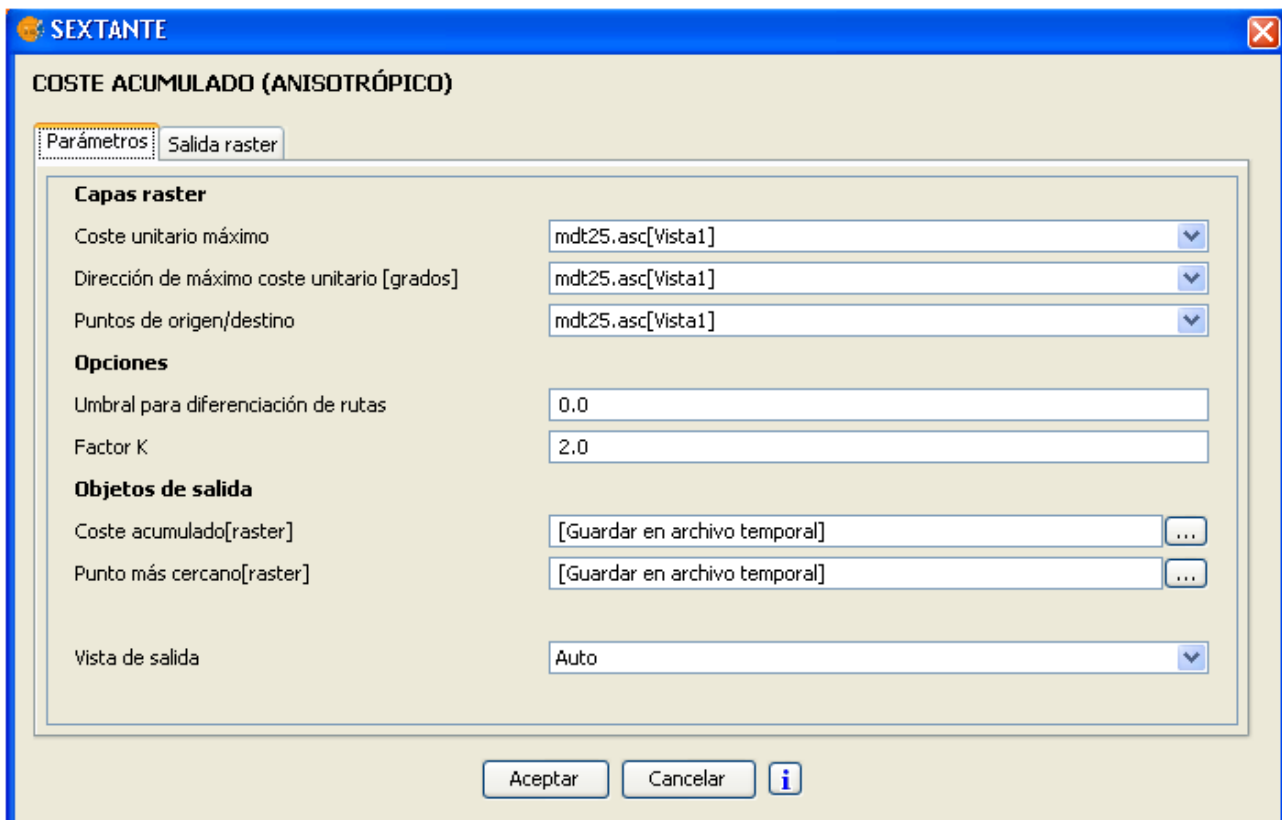 SEXTANTE
COSTE ACUMULADO (ANISOTRÓPICO)
Parámetros Salida raster
Capas raster
Coste unitario máximo mdt25.asc[Vista1]
Dirección de máximo coste unitario [grados] mdt25.asc[Vista1]
Puntos de origen/destino mdt25.asc[Vista1]
Opciones
Umbral para diferenciación de rutas 0.0
Factor K 2.0
Objetos de salida
Coste acumulado[raster] [Guardar en archivo temporal] ...
Punto más cercano[raster] [Guardar en archivo temporal] ...
Vista de salida Auto
Aceptar Cancelar i